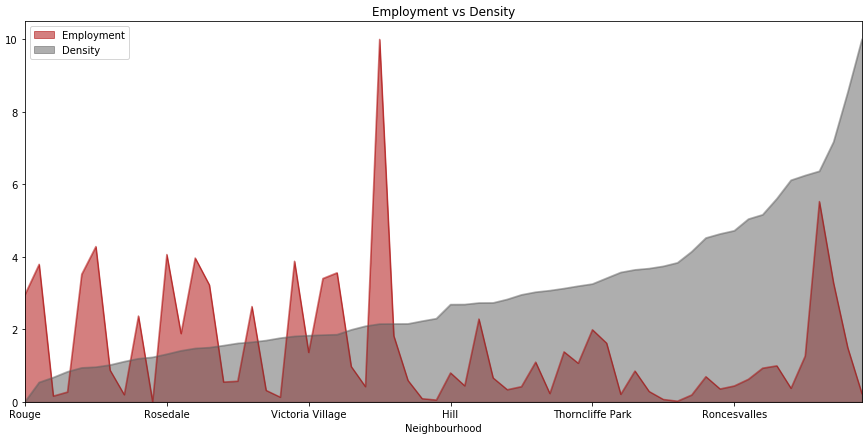 Employment vs Density
Employment
Density
10
8
6
4
2
0
Rouge Rosedale Victoria Village Hill Thorncliffe Park Roncesvalles
Neighbourhood